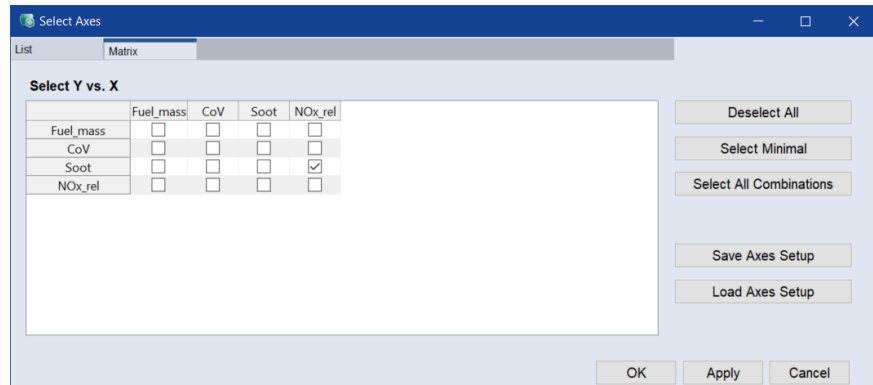 Select Axes
List Matrix
Select Y vs. X
Fuel_mass CoV Soot NOx_rel
Fuel_mass
CoV
Soot
NOx_rel
Deselect All
Select Minimal
Select All Combinations
Save Axes Setup
Load Axes Setup
OK Apply Cancel